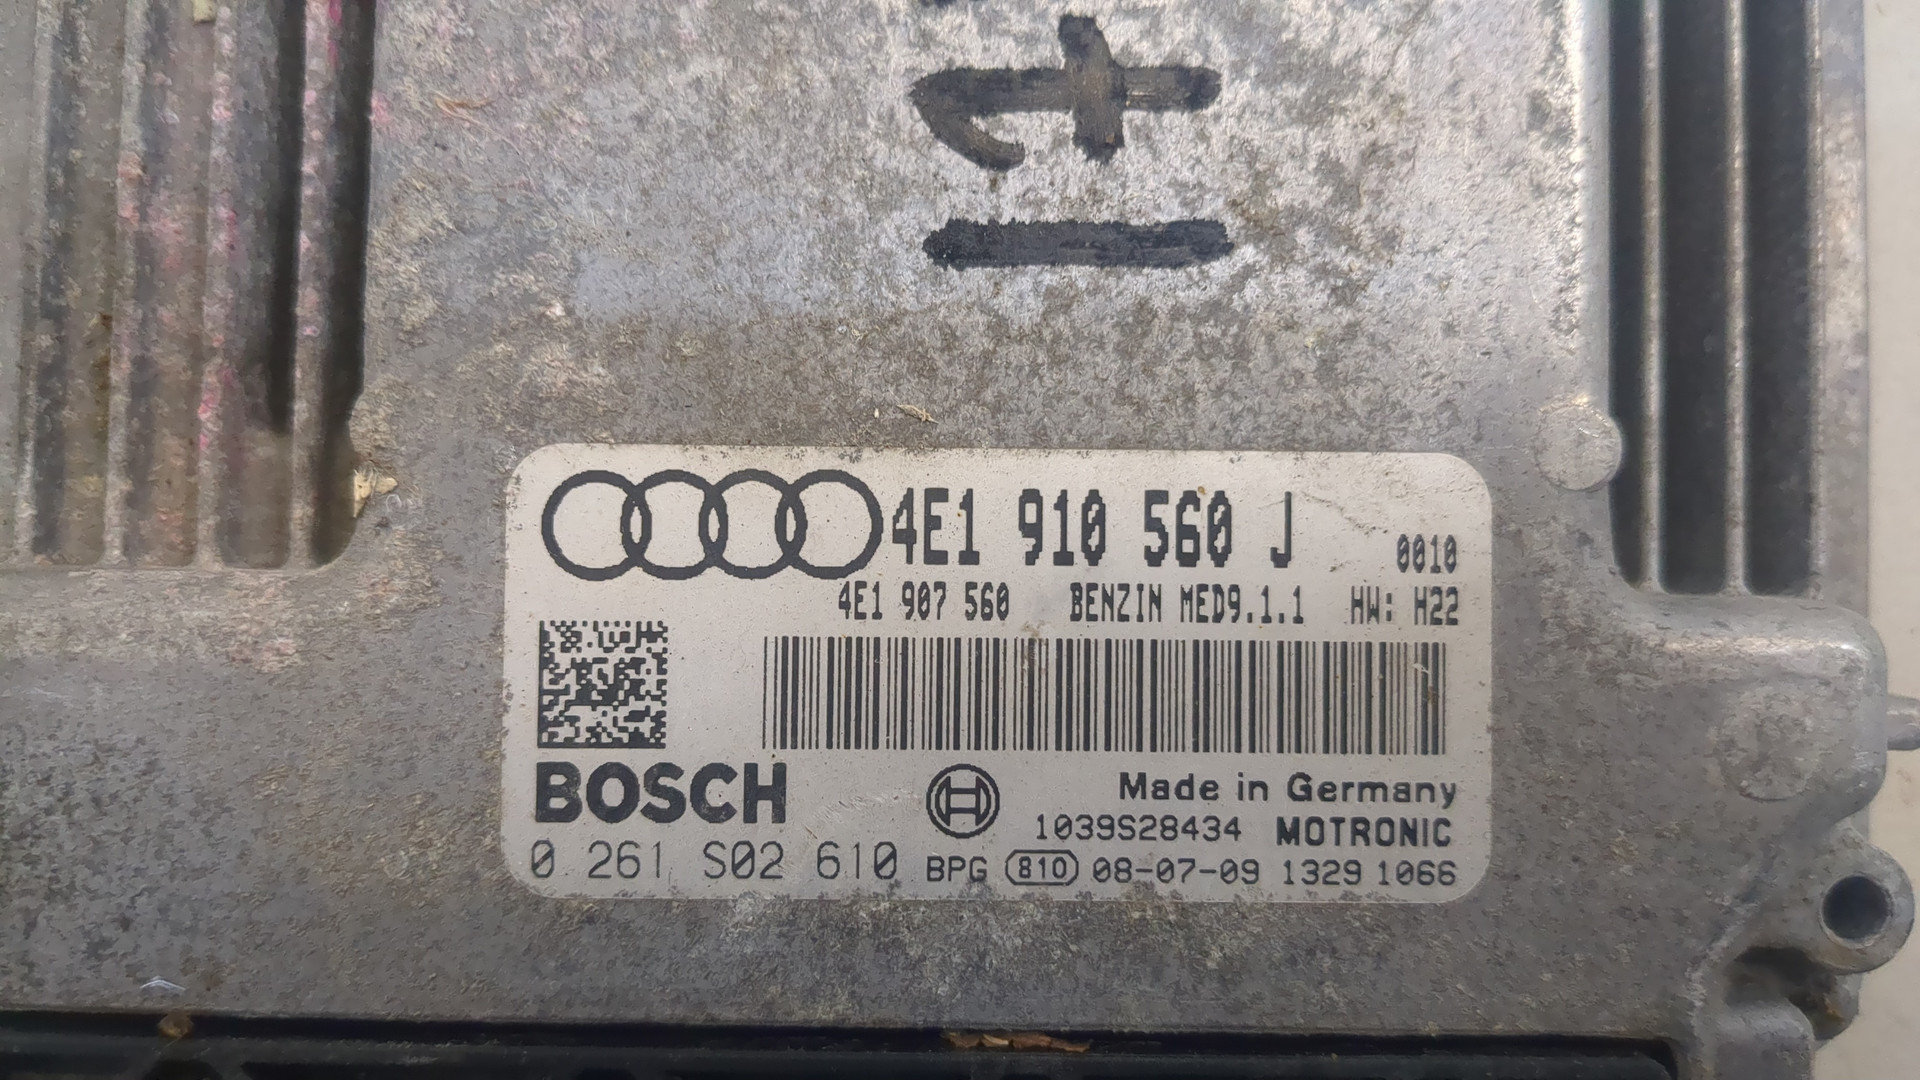 14
4E1 910 560 J 0010
4E1 907 560 BENZIN MED9.1.1 HW: H22
BOSCH
Made in Germany
1039S28434 MOTRONIC
0 261 S02 610 BPG 810 08-07-09 1329 1066